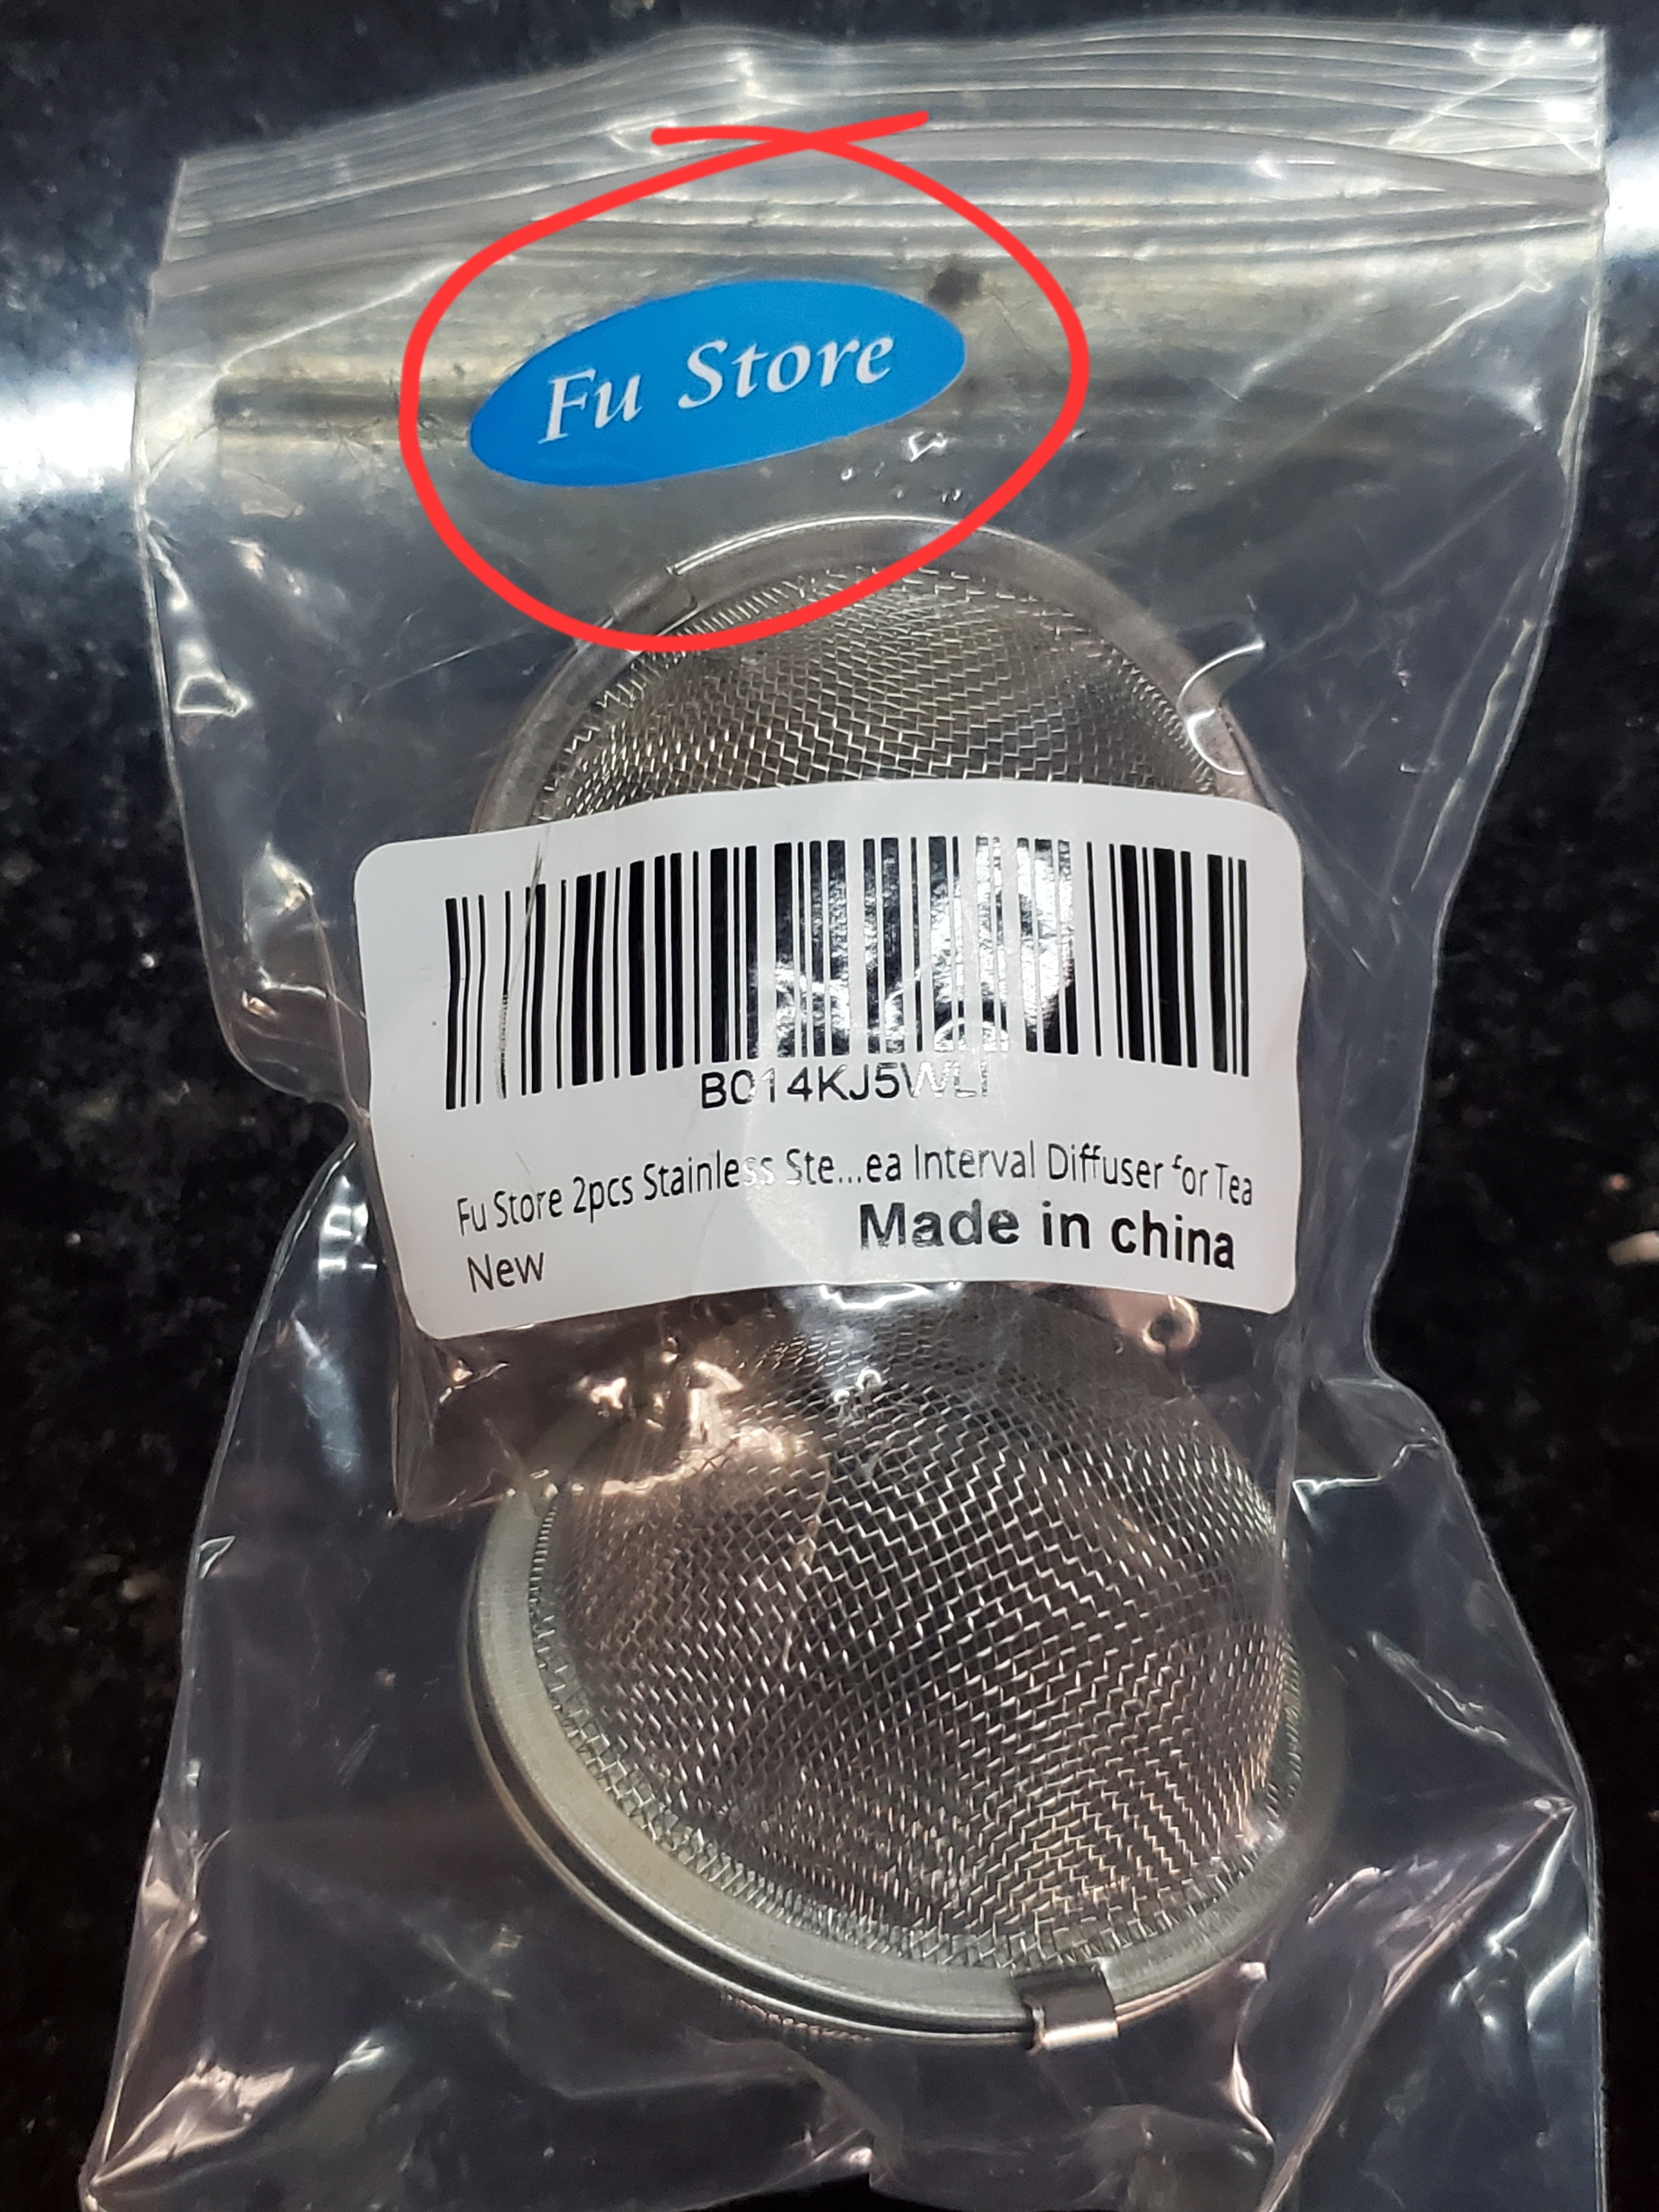 Fu Store
B014KJ5WLI
Fu Store 2pcs Stainless Ste...ea Interval Diffuser for Tea
New
Made in china